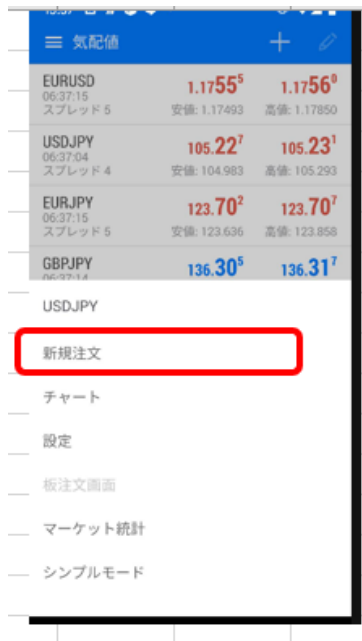 気配値
EURUSD
06:37:15
スプレッド 5
1.17555
1.17560
安値: 1.17493
高値: 1.17850
USDJPY
06:37:04
スプレッド 4
105.227
105.231
安値: 104.983
高値: 105.293
EURJPY
06:37:15
スプレッド 5
123.702
123.707
安値: 123.636
高値: 123.858
GBPJPY
136.305
136.317
USDJPY
新規注文
チャート
設定
板注文画面
マーケット統計
シンプルモード